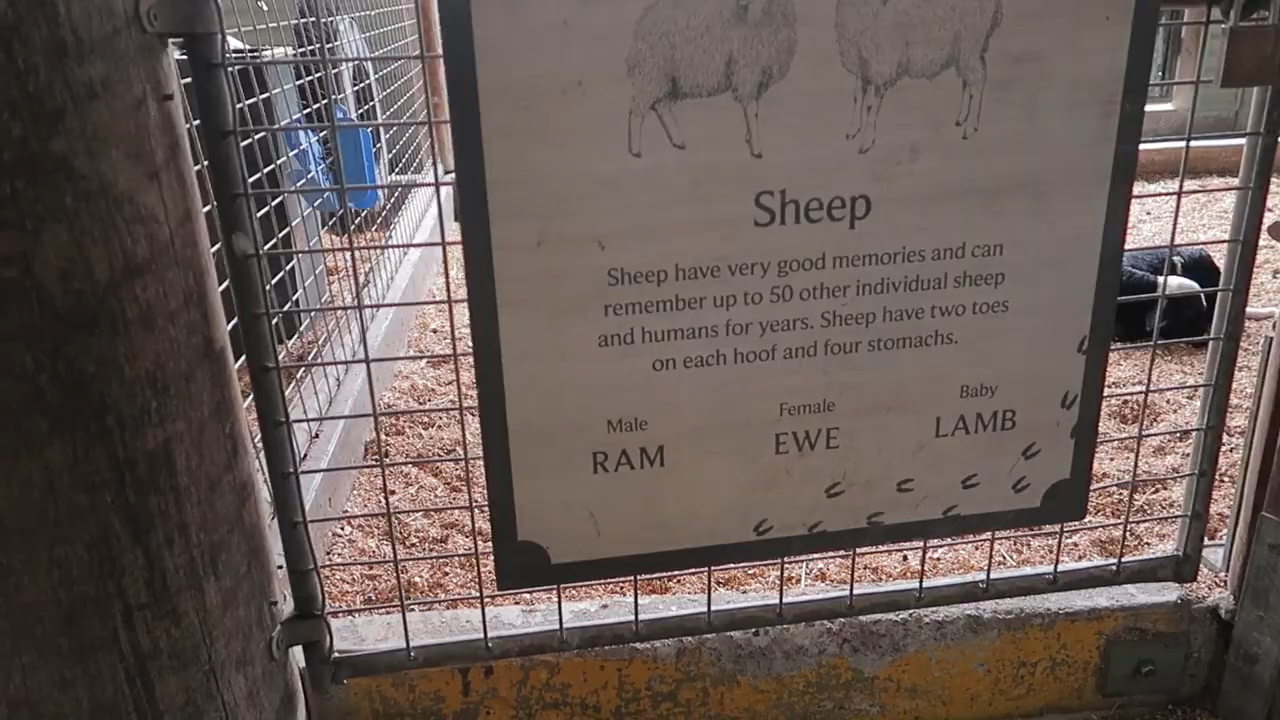 Sheep
Sheep have very good memories and can
remember up to 50 other individual sheep
and humans for years. Sheep have two toes
on each hoof and four stomachs.
Male
RAM
Female
EWE
Baby
LAMB